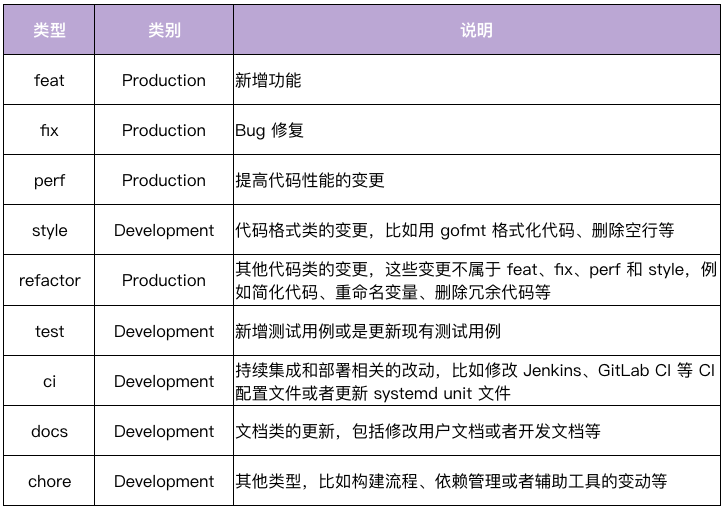 类型 类别 说明
feat Production 新增功能
fix Production Bug 修复
perf Production 提高代码性能的变更
style Development 代码格式类的变更，比如用 gofmt 格式化代码、删除空行等
refactor Production 其他代码类的变更，这些变更不属于 feat、fix、perf 和 style，例
如简化代码、重命名变量、删除冗余代码等
test Development 新增测试用例或是更新现有测试用例
ci Development 持续集成和部署相关的改动，比如修改 Jenkins、GitLab CI 等 CI
配置文件或者更新 systemd unit 文件
docs Development 文档类的更新，包括修改用户文档或者开发文档等
chore Development 其他类型，比如构建流程、依赖管理或者辅助工具的变动等